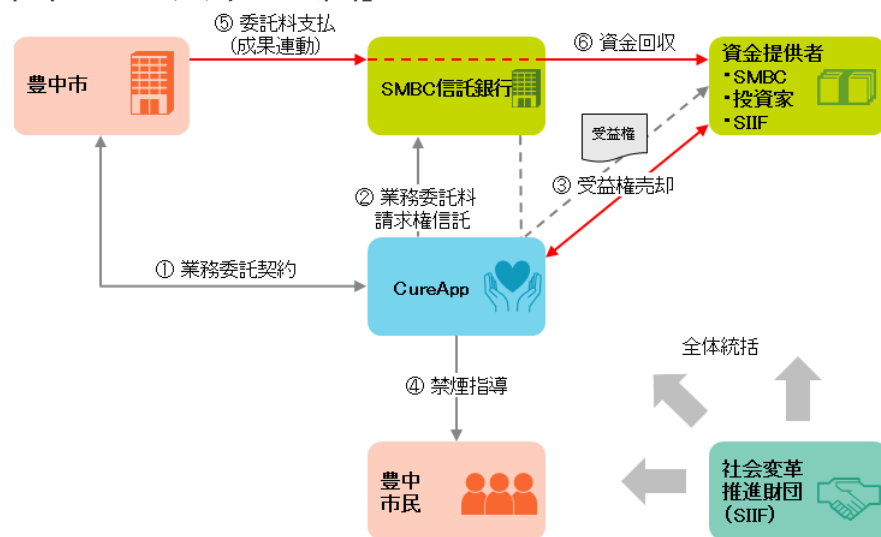 ⑤ 委託料支払
(成果連動)
⑥ 資金回収
豊中市
SMBC信託銀行
資金提供者
・SMBC
・投資家
・SIIF
受益権
② 業務委託料
請求権信託
③ 受益権売却
① 業務委託契約
CureApp
④ 禁煙指導
全体統括
豊中
市民
社会変革
推進財団
(SIIF)